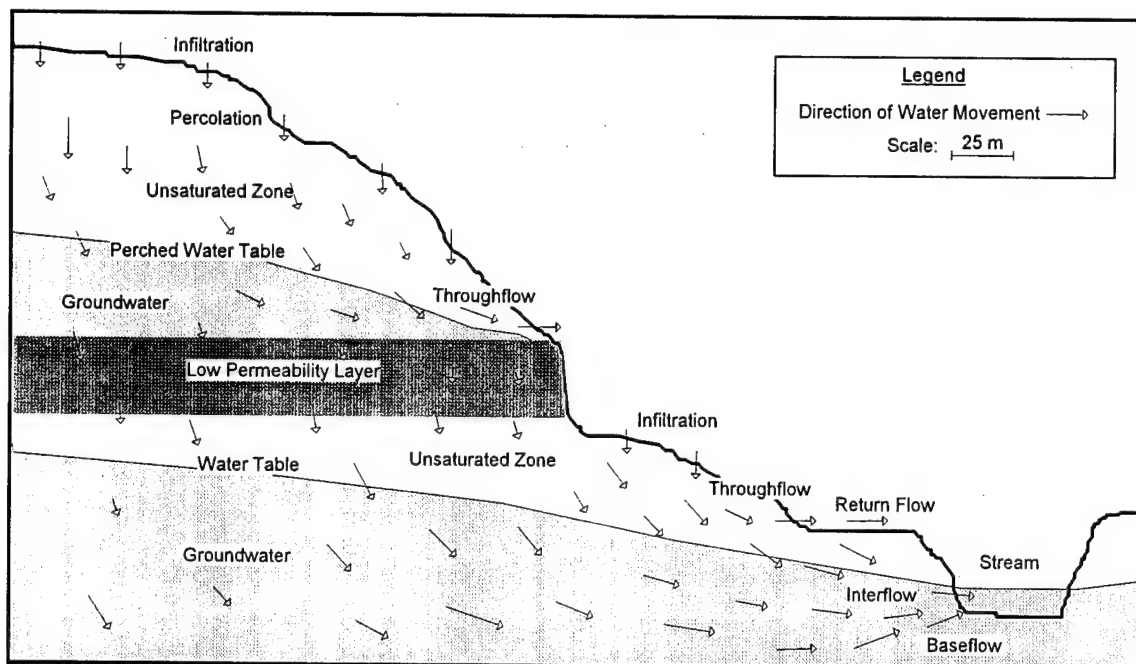 Infiltration
Legend
Direction of Water Movement
Scale: 25 m
Percolation
Unsaturated Zone
Perched Water Table
Groundwater
Throughflow
Low Permeability Layer
Infiltration
Water Table
Unsaturated Zone
Throughflow
Return Flow
Groundwater
Stream
Interflow
Baseflow